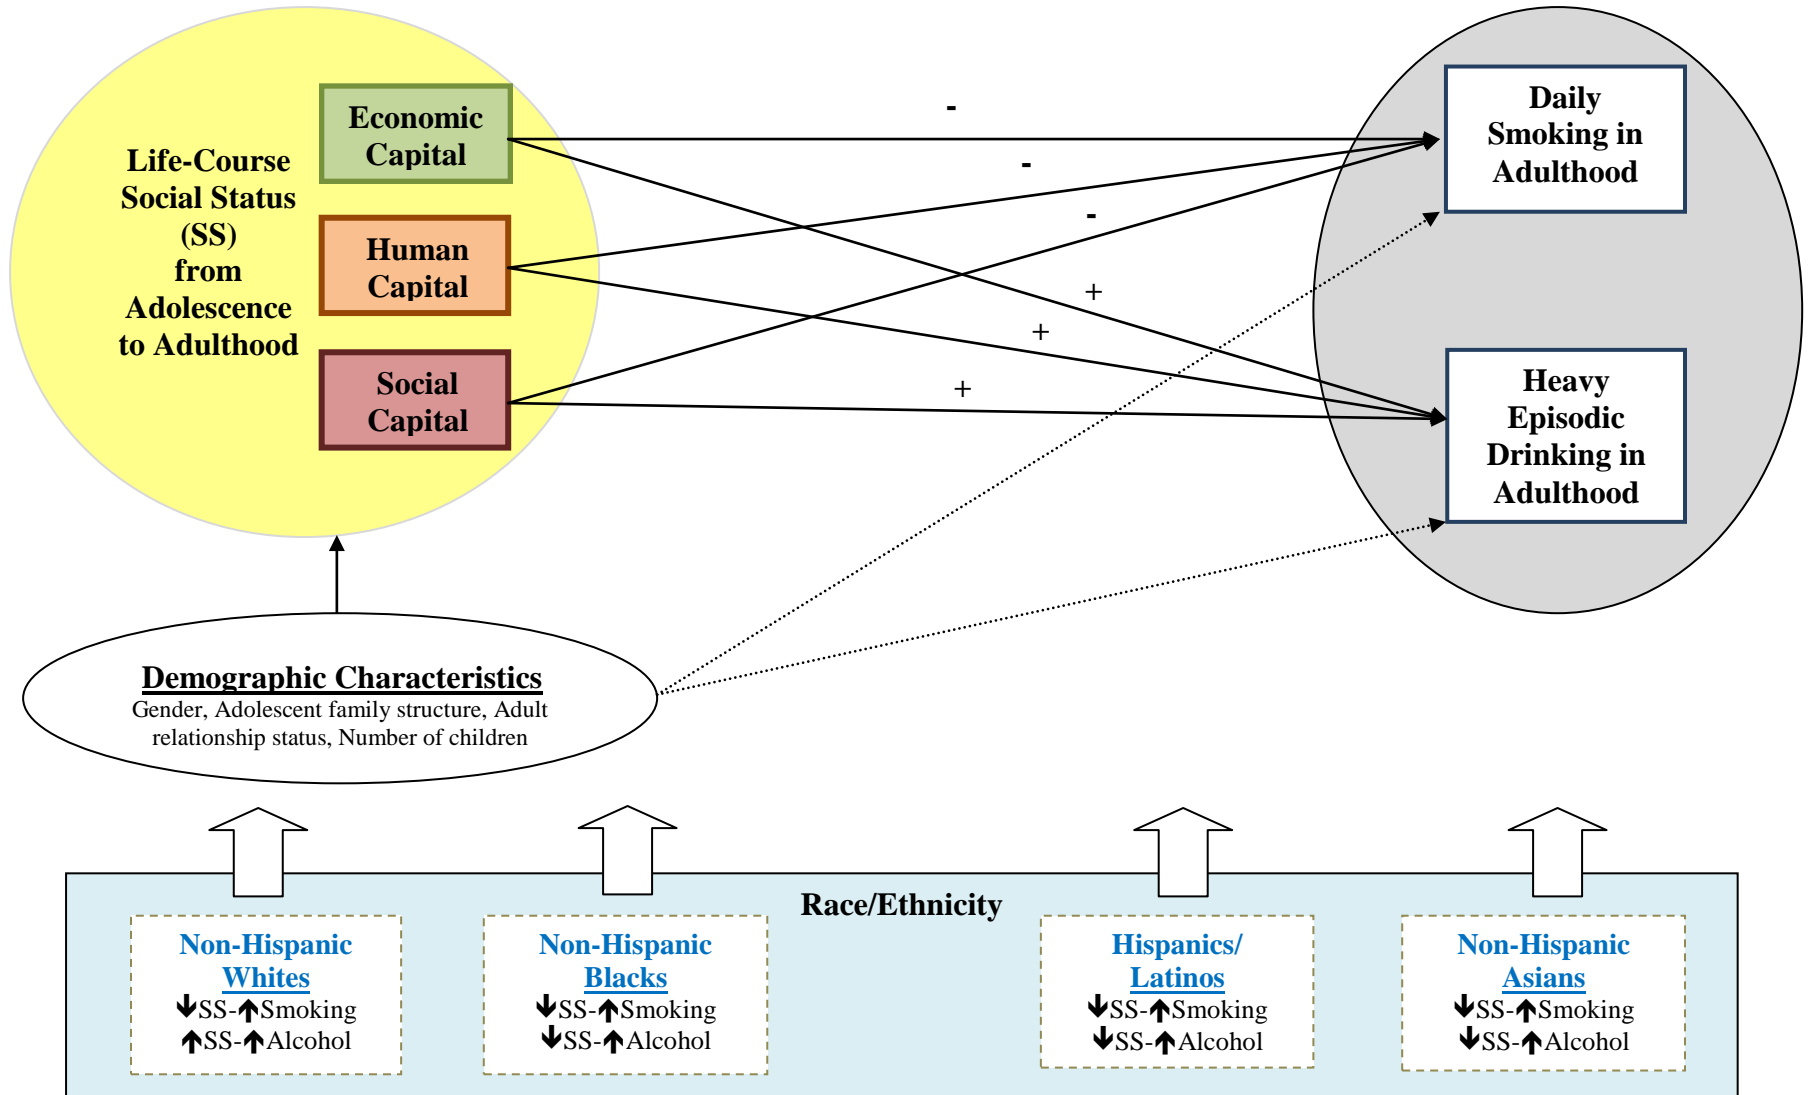 Life-Course
Social Status
(SS)
from
Adolescence
to Adulthood
Economic
Capital
Human
Capital
Social
Capital
-
-
-
+
+
+
Daily
Smoking in
Adulthood
Heavy
Episodic
Drinking in
Adulthood
Demographic Characteristics
Gender, Adolescent family structure, Adult
relationship status, Number of children
Race/Ethnicity
Non-Hispanic
Whites
↓SS-↑Smoking
↑SS-↑Alcohol
Non-Hispanic
Blacks
↓SS-↑Smoking
↓SS-↑Alcohol
Hispanics/
Latinos
↓SS-↑Smoking
↓SS-↑Alcohol
Non-Hispanic
Asians
↓SS-↑Smoking
↓SS-↑Alcohol